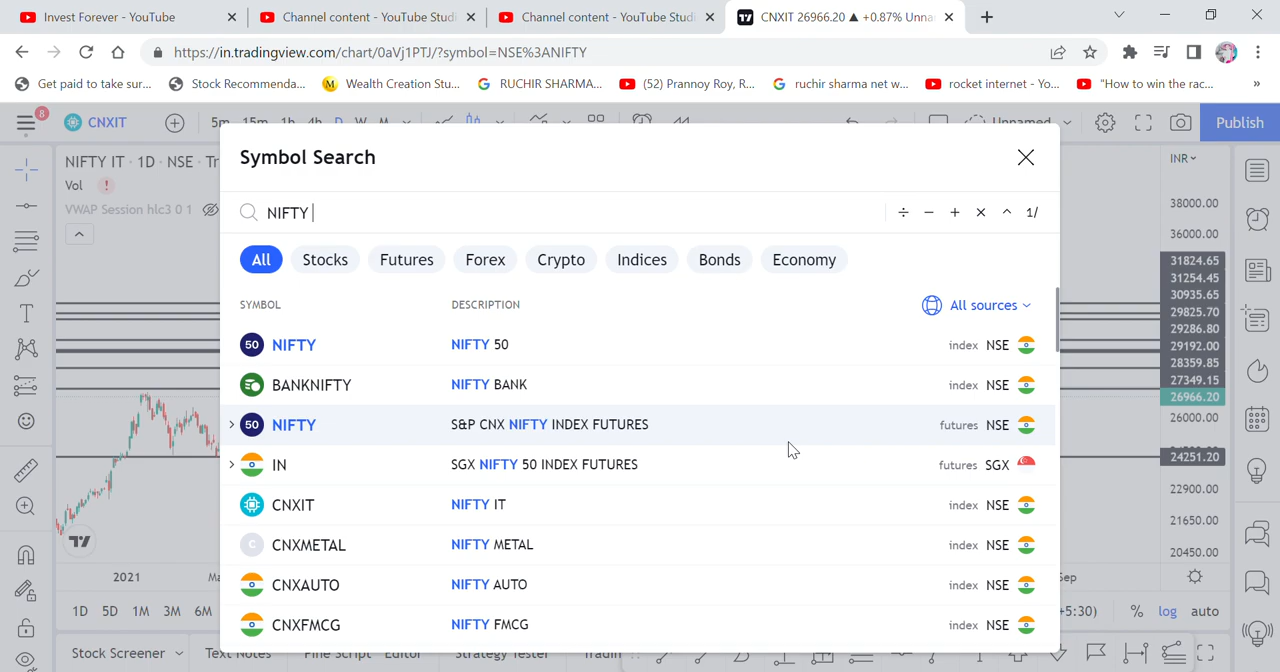 Invest Forever - YouTube
Channel content - YouTube Studi
Channel content - YouTube Studi
CNXIT 26966.20 ▲ +0.87% Unna
https://in.tradingview.com/chart/0aVj1PTJ/?symbol=NSE%3ANIFTY
Get paid to take sur...
Stock Recommenda...
M Wealth Creation Stu...
RUCHIR SHARMA...
(52) Prannoy Roy, R...
ruchir sharma net w...
rocket internet - Yo...
"How to win the rac...
»
8
CNXIT
5m 15m 1h 4h D W M
Unnamed
Publish
Symbol Search
NIFTY IT · 1D · NSE · Tr
INR
Vol !
VWAP Session hlc3 0 1
NIFTY
÷ − + × ^ 1/
All
Stocks
Futures
Forex
Crypto
Indices
Bonds
Economy
SYMBOL
DESCRIPTION
All sources
50 NIFTY NIFTY 50 index NSE
BANKNIFTY NIFTY BANK index NSE
50 NIFTY S&P CNX NIFTY INDEX FUTURES futures NSE
IN SGX NIFTY 50 INDEX FUTURES futures SGX
CNXIT NIFTY IT index NSE
C CNXMETAL NIFTY METAL index NSE
CNXAUTO NIFTY AUTO index NSE
CNXFMCG NIFTY FMCG index NSE
38000.00
36000.00
31824.65
31254.45
30935.65
29825.70
29286.80
29192.00
28359.85
27349.15
26966.20
26000.00
24251.20
22900.00
21650.00
20450.00
2021
Ma
Sep
1D 5D 1M 3M 6M
+5:30) % log auto
Stock Screener
Text Notes
Pine Script Editor
Strategy Tester